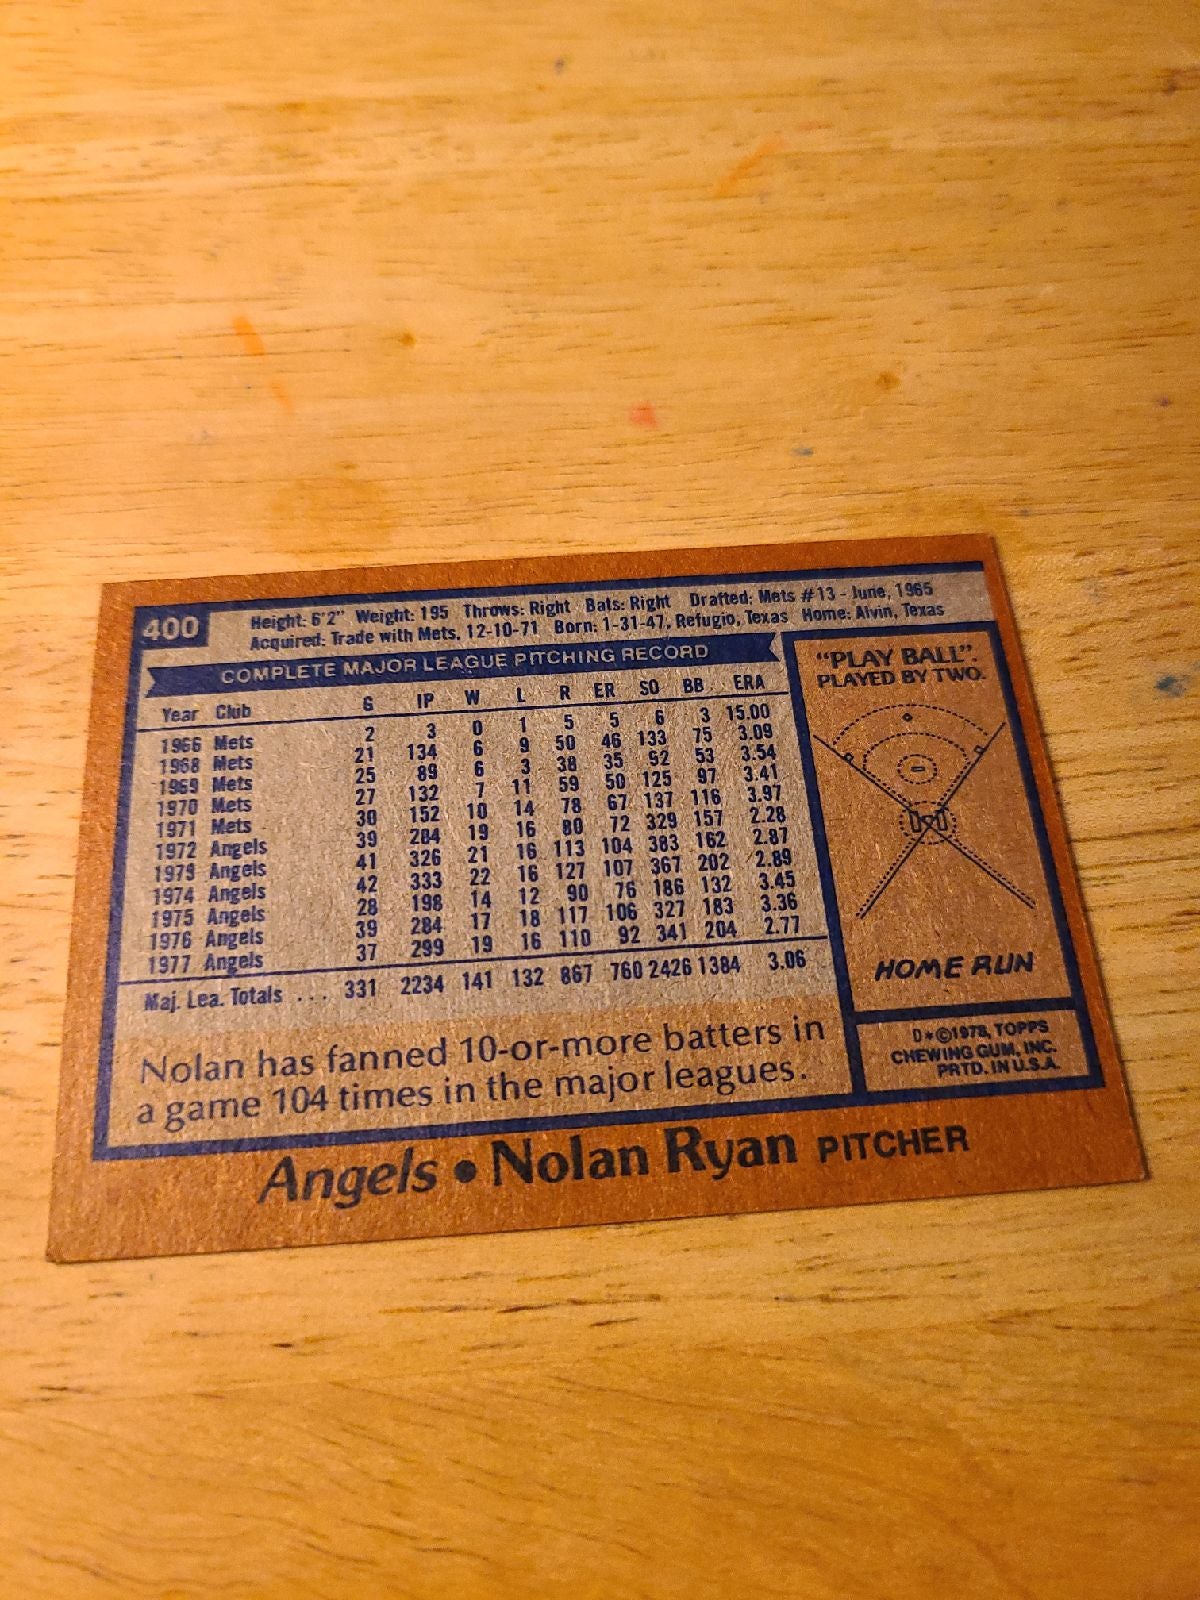 400
Height: 6'2" Weight: 195 Throws: Right Bats: Right Drafted: Mets #13 - June, 1965
Acquired: Trade with Mets, 12-10-71 Born: 1-31-47, Refugio, Texas Home: Alvin, Texas
COMPLETE MAJOR LEAGUE PITCHING RECORD
Year Club G IP W L R ER SO BB ERA
1966 Mets 2 3 0 1 5 5 6 3 15.00
1968 Mets 21 134 6 9 50 46 133 75 3.09
1969 Mets 25 89 6 3 38 35 92 53 3.54
1970 Mets 27 132 7 11 59 50 125 97 3.41
1971 Mets 30 152 10 14 78 67 137 116 3.97
1972 Angels 39 284 19 16 80 72 329 157 2.28
1973 Angels 41 326 21 16 113 104 383 162 2.87
1974 Angels 42 333 22 16 127 107 367 202 2.89
1975 Angels 28 198 14 12 90 76 186 132 3.45
1976 Angels 39 284 17 18 117 106 327 183 3.36
1977 Angels 37 299 19 16 110 92 341 204 2.77
Maj. Lea. Totals ... 331 2234 141 132 867 760 2426 1384 3.06
Nolan has fanned 10-or-more batters in
a game 104 times in the major leagues.
"PLAY BALL".
PLAYED BY TWO.
HOME RUN
D*©1978, TOPPS
CHEWING GUM, INC.
PRTD. IN U.S.A.
Angels • Nolan Ryan PITCHER